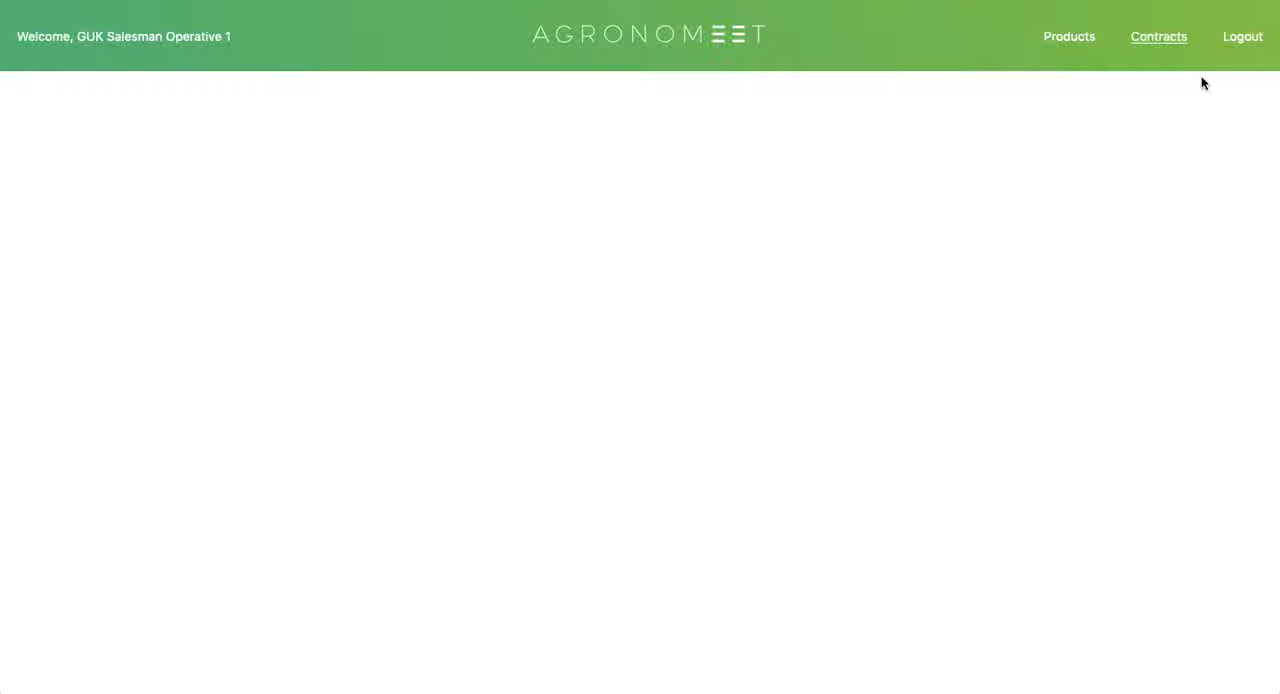 Welcome, GUK Salesman Operative 1
AGRONOMEET
Products
Contracts
Logout